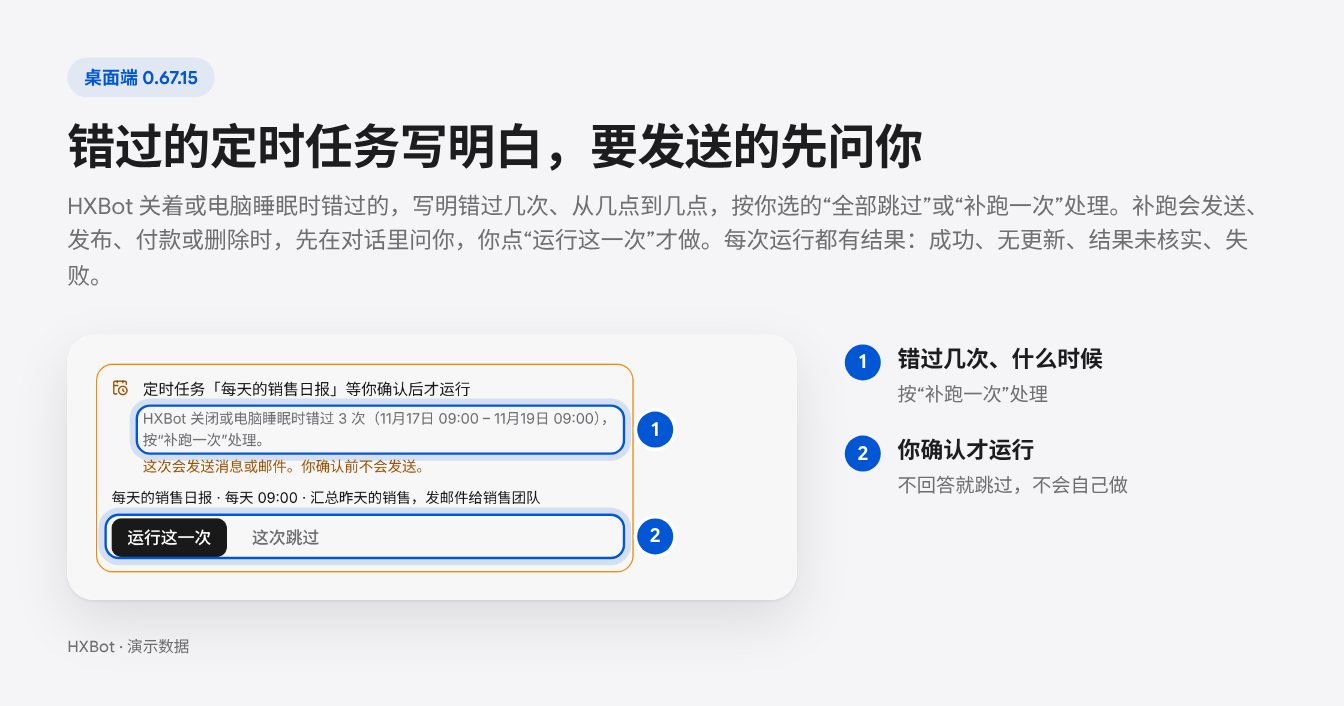 桌面端 0.67.15
错过的定时任务写明白，要发送的先问你
HXBot 关着或电脑睡眠时错过的，写明错过几次、从几点到几点，按你选的“全部跳过”或“补跑一次”处理。补跑会发送、
发布、付款或删除时，先在对话里问你，你点“运行这一次”才做。每次运行都有结果：成功、无更新、结果未核实、失
败。
定时任务「每天的销售日报」等你确认后才运行
HXBot 关闭或电脑睡眠时错过 3 次（11月17日 09:00 – 11月19日 09:00），
按“补跑一次”处理。
1
这次会发送消息或邮件。你确认前不会发送。
每天的销售日报 · 每天 09:00 · 汇总昨天的销售，发邮件给销售团队
运行这一次 这次跳过
2
1 错过几次、什么时候
按“补跑一次”处理
2 你确认才运行
不回答就跳过，不会自己做
HXBot · 演示数据